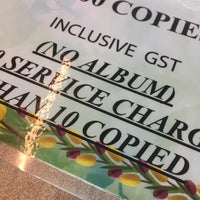 COPIED
INCLUSIVE GST
(NO ALBUM)
SERVICE CHARG
HAN 10 COPIED